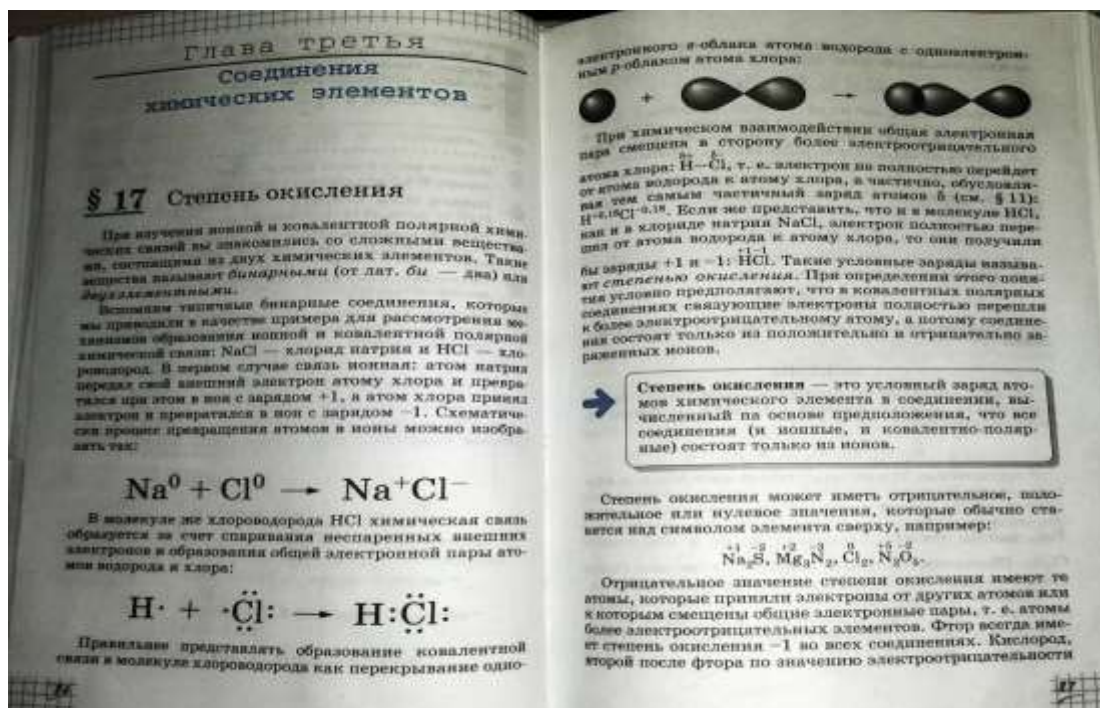 Глава третья
Соединения
химических элементов
§ 17 Степень окисления
При изучении ионной и ковалентной полярной хими-
ческих связей вы знакомились со сложными вещества-
ми, состоящими из двух химических элементов. Такие
вещества называют бинарными (от лат. би — два) или
двухэлементными.
Вспомним типичные бинарные соединения, которые
мы приводили в качестве примера для рассмотрения ме-
ханизмов образования ионной и ковалентной полярной
химической связи: NaCl — хлорид натрия и HCl — хло-
роводород. В первом случае связь ионная: атом натрия
передал свой внешний электрон атому хлора и превра-
тился при этом в ион с зарядом +1, а атом хлора принял
электрон и превратился в ион с зарядом −1. Схематиче-
ски процесс превращения атомов в ионы можно изобра-
зить так:
Na⁰ + Cl⁰ → Na⁺Cl⁻
В молекуле же хлороводорода HCl химическая связь
образуется за счет спаривания неспаренных внешних
электронов и образования общей электронной пары ато-
мов водорода и хлора:
H· + ·C̈l: → H:C̈l:
Правильнее представлять образование ковалентной
связи в молекуле хлороводорода как перекрывание одно-
электронного s-облака атома водорода с одноэлектрон-
ным p-облаком атома хлора:
+ →
При химическом взаимодействии общая электронная
пара смещена в сторону более электроотрицательного
атома хлора: H^δ+—Cl^δ−, т. е. электрон не полностью перейдет
от атома водорода к атому хлора, а частично, обусловли-
вая тем самым частичный заряд атомов δ (см. § 11):
H⁺⁰·¹⁸Cl⁻⁰·¹⁸. Если же представить, что и в молекуле HCl,
как и в хлориде натрия NaCl, электрон полностью пере-
шел от атома водорода к атому хлора, то они получили
бы заряды +1 и −1: H⁺¹Cl⁻¹. Такие условные заряды называ-
ют степенью окисления. При определении этого поня-
тия условно предполагают, что в ковалентных полярных
соединениях связующие электроны полностью перешли
к более электроотрицательному атому, а потому соедине-
ния состоят только из положительно и отрицательно за-
ряженных ионов.
Степень окисления — это условный заряд ато-
мов химического элемента в соединении, вы-
численный на основе предположения, что все
соединения (и ионные, и ковалентно-поляр-
ные) состоят только из ионов.
Степень окисления может иметь отрицательное, поло-
жительное или нулевое значения, которые обычно ста-
вятся над символом элемента сверху, например:
Na⁺¹₂S⁻², Mg⁺²₃N⁻²₂, Cl⁰₂, N⁺⁵₂O⁻²₅.
Отрицательное значение степени окисления имеют те
атомы, которые приняли электроны от других атомов или
к которым смещены общие электронные пары, т. е. атомы
более электроотрицательных элементов. Фтор всегда име-
ет степень окисления −1 во всех соединениях. Кислород,
второй после фтора по значению электроотрицательности